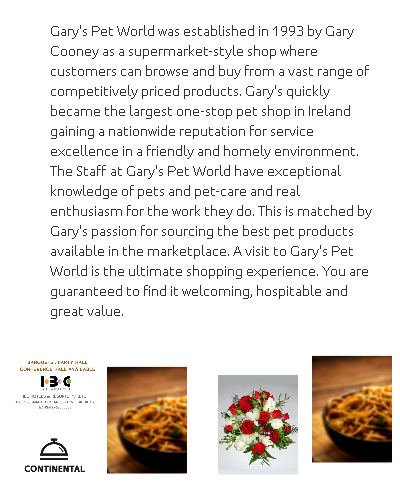 Gary's Pet World was established in 1993 by Gary
Cooney as a supermarket-style shop where
customers can browse and buy from a vast range of
competitively priced products. Gary's quickly
became the largest one-stop pet shop in Ireland
gaining a nationwide reputation for service
excellence in a friendly and homely environment.
The Staff at Gary's Pet World have exceptional
knowledge of pets and pet-care and real
enthusiasm for the work they do. This is matched by
Gary's passion for sourcing the best pet products
available in the marketplace. A visit to Gary's Pet
World is the ultimate shopping experience. You are
guaranteed to find it welcoming, hospitable and
great value.
BANQUETS / PARTY HALL
CONFERENCE HALL AVAILABLE
CONTINENTAL